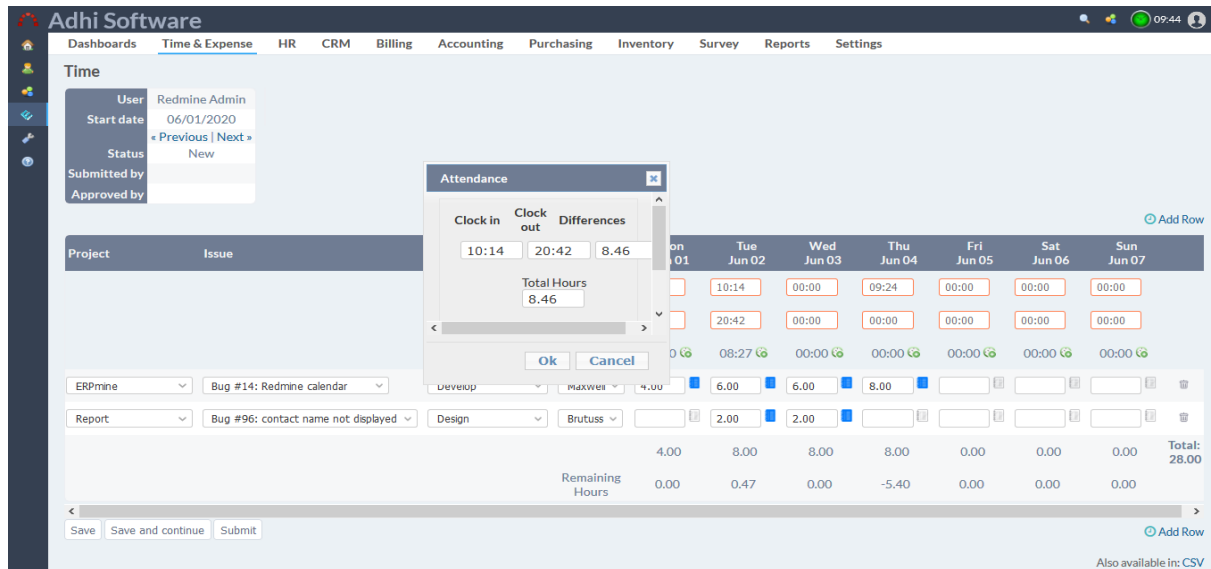 Adhi Software
09:44
Dashboards Time & Expense HR CRM Billing Accounting Purchasing Inventory Survey Reports Settings
Time
User Redmine Admin
Start date 06/01/2020
« Previous | Next »
Status New
Submitted by
Approved by
Attendance
Clock in Clock out Differences
10:14 20:42 8.46
Total Hours
8.46
Ok Cancel
Add Row
Project Issue on 01 Tue Jun 02 Wed Jun 03 Thu Jun 04 Fri Jun 05 Sat Jun 06 Sun Jun 07
10:14 00:00 09:24 00:00 00:00 00:00
20:42 00:00 00:00 00:00 00:00 00:00
0 08:27 00:00 00:00 00:00 00:00 00:00
ERPmine Bug #14: Redmine calendar Develop Maxwell 4.00 6.00 6.00 8.00
Report Bug #96: contact name not displayed Design Brutuss 2.00 2.00
4.00 8.00 8.00 8.00 0.00 0.00 0.00 Total: 28.00
Remaining Hours 0.00 0.47 0.00 -5.40 0.00 0.00 0.00
Save Save and continue Submit
Add Row
Also available in: CSV